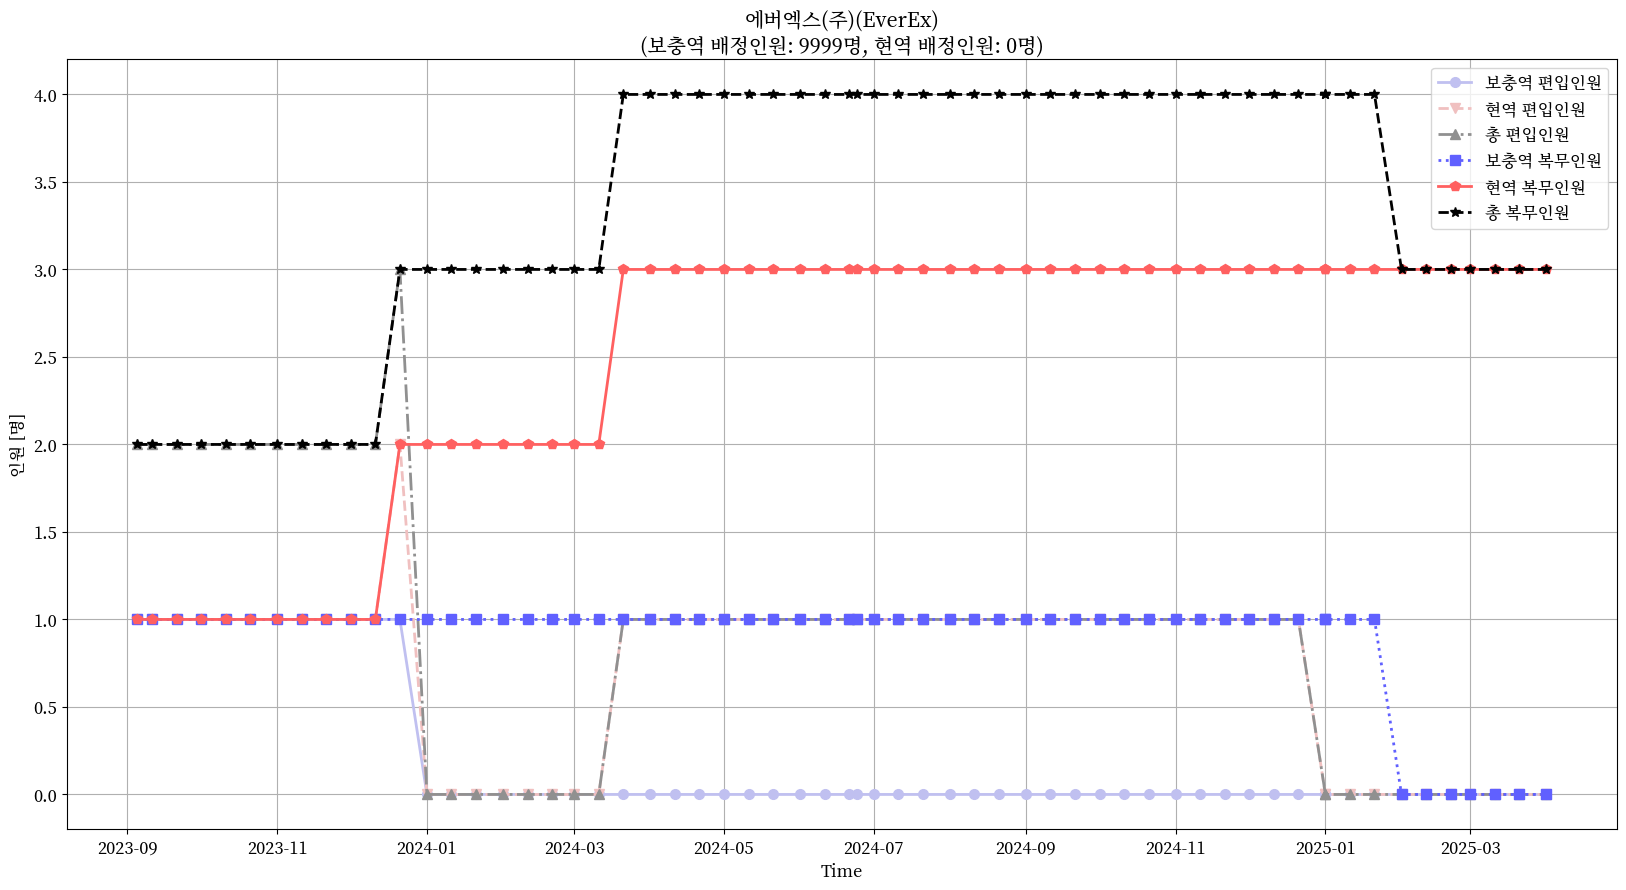 에버엑스(주)(EverEx)
(보충역 배정인원: 9999명, 현역 배정인원: 0명)
보충역 편입인원
현역 편입인원
총 편입인원
보충역 복무인원
현역 복무인원
총 복무인원
인원 [명]
4.0
3.5
3.0
2.5
2.0
1.5
1.0
0.5
0.0
2023-09 2023-11 2024-01 2024-03 2024-05 2024-07 2024-09 2024-11 2025-01 2025-03
Time